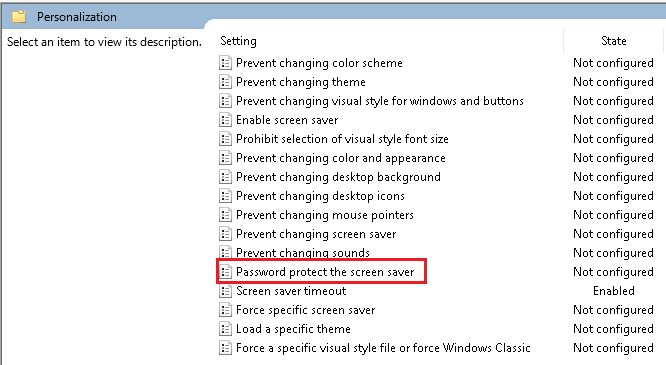 Personalization
Select an item to view its description.
Setting State
Prevent changing color scheme Not configured
Prevent changing theme Not configured
Prevent changing visual style for windows and buttons Not configured
Enable screen saver Not configured
Prohibit selection of visual style font size Not configured
Prevent changing color and appearance Not configured
Prevent changing desktop background Not configured
Prevent changing desktop icons Not configured
Prevent changing mouse pointers Not configured
Prevent changing screen saver Not configured
Prevent changing sounds Not configured
Password protect the screen saver Not configured
Screen saver timeout Enabled
Force specific screen saver Not configured
Load a specific theme Not configured
Force a specific visual style file or force Windows Classic Not configured